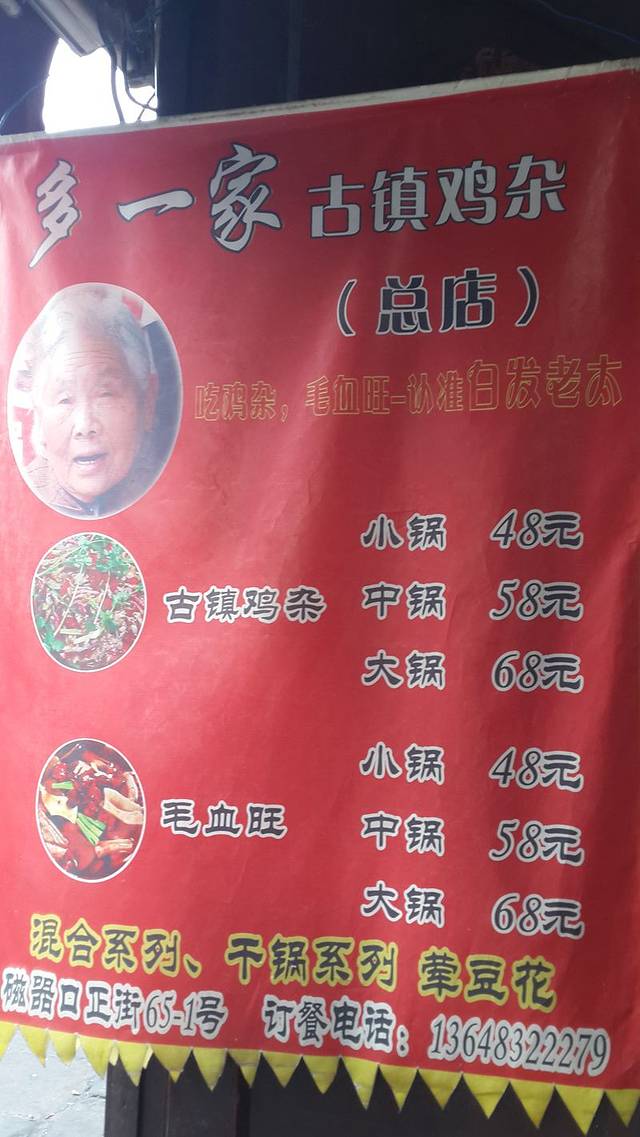 多一家 古镇鸡杂
（总店）
吃鸡杂，毛血旺-认准白发老太
小锅 48元
古镇鸡杂 中锅 58元
大锅 68元
小锅 48元
毛血旺 中锅 58元
大锅 68元
混合系列、干锅系列 荤豆花
磁器口正街65-1号 订餐电话：13648322279